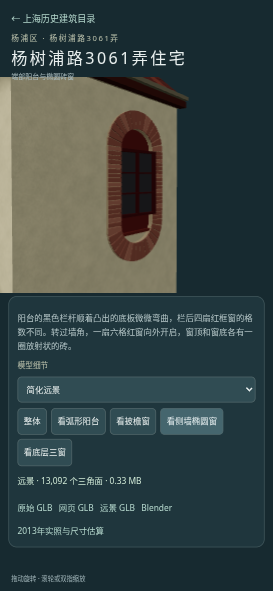 ← 上海历史建筑目录
杨浦区 · 杨树浦路3061弄
杨树浦路3061弄住宅
端部阳台与椭圆砖窗
阳台的黑色栏杆顺着凸出的底板微微弯曲，栏后四扇红框窗的格
数不同。转过墙角，一扇六格红窗向外开启，窗顶和窗底各有一
圈放射状的砖。
模型细节
简化远景
整体
看弧形阳台
看披檐窗
看侧墙椭圆窗
看底层三窗
远景 · 13,092 个三角面 · 0.33 MB
原始 GLB 网页 GLB 远景 GLB Blender
2013年实照与尺寸估算
拖动旋转 · 滚轮或双指缩放